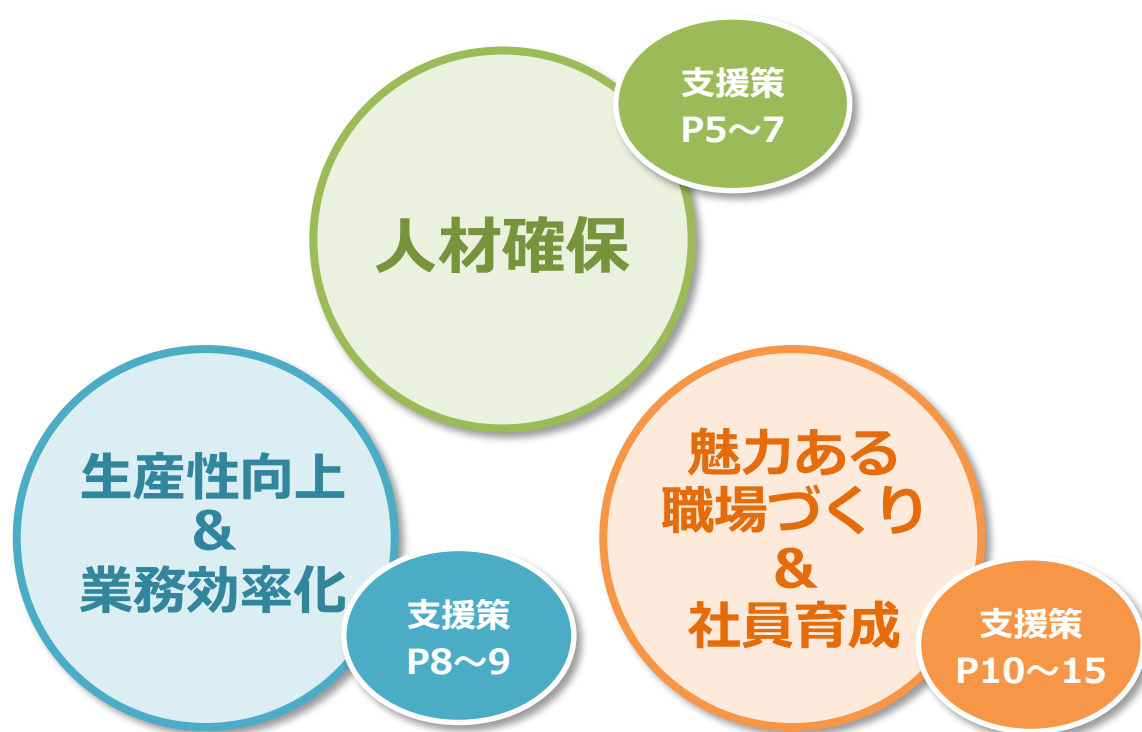 支援策
P5～7
人材確保
生産性向上
&
業務効率化
支援策
P8～9
魅力ある
職場づくり
&
社員育成
支援策
P10～15